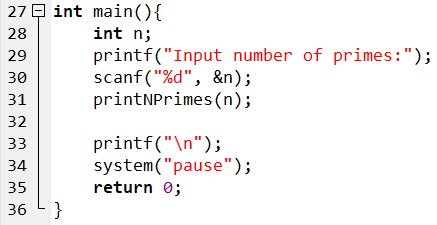 27 int main(){
28 int n;
29 printf("Input number of primes:");
30 scanf("%d", &n);
31 printNPrimes(n);
32
33 printf("\n");
34 system("pause");
35 return 0;
36 }